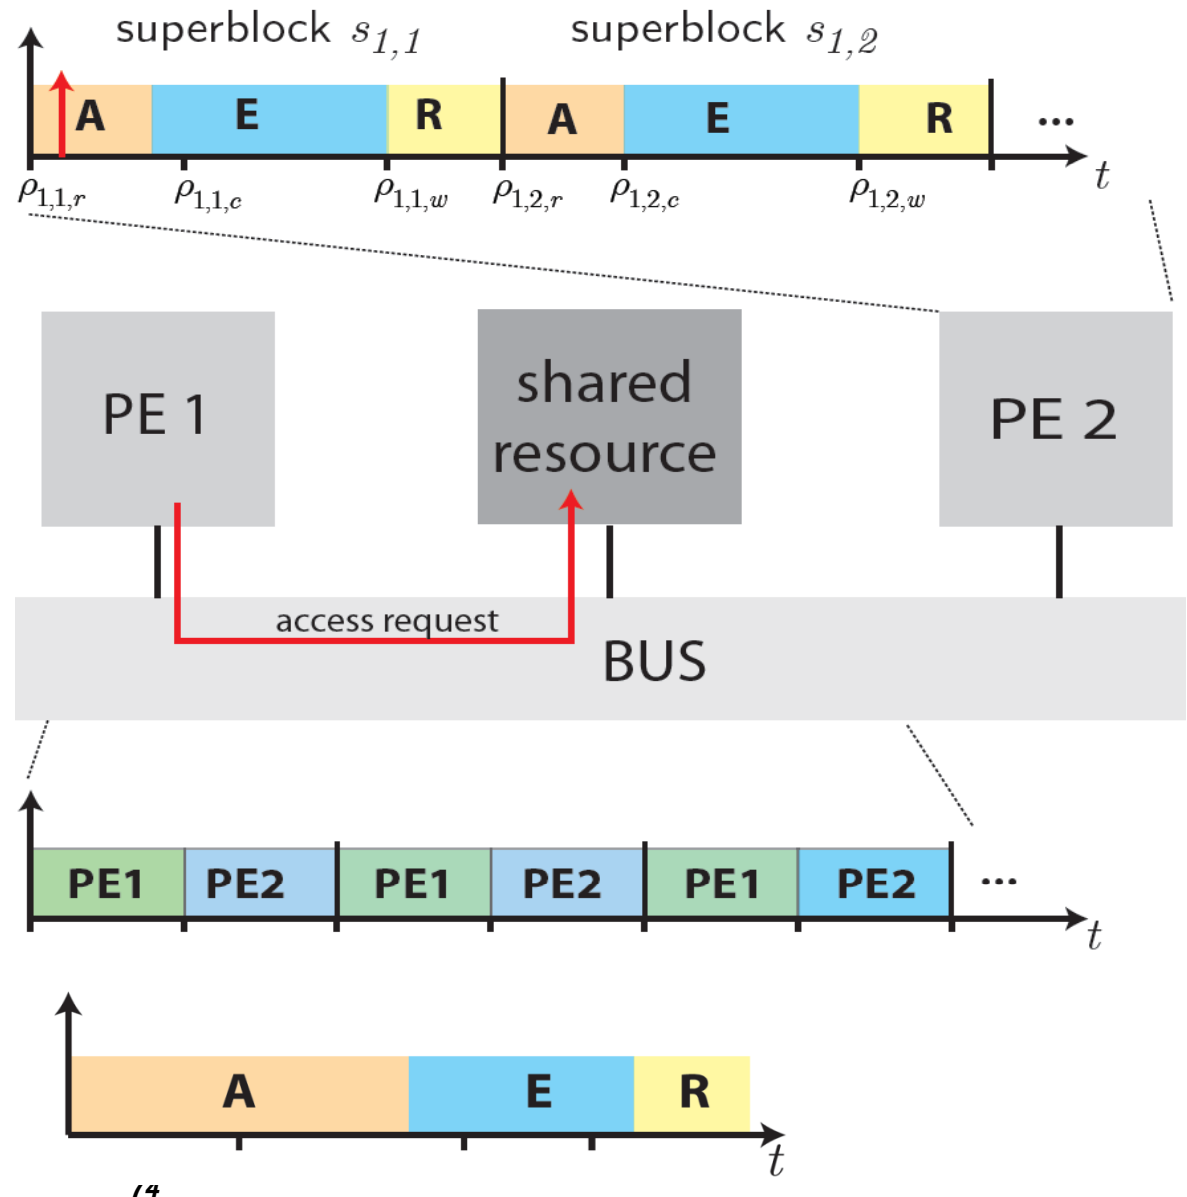 superblock s1,1 superblock s1,2
A E R A E R ...
ρ1,1,r ρ1,1,c ρ1,1,w ρ1,2,r ρ1,2,c ρ1,2,w t
PE 1 shared resource PE 2
access request
BUS
PE1 PE2 PE1 PE2 PE1 PE2 ...
t
A E R
t